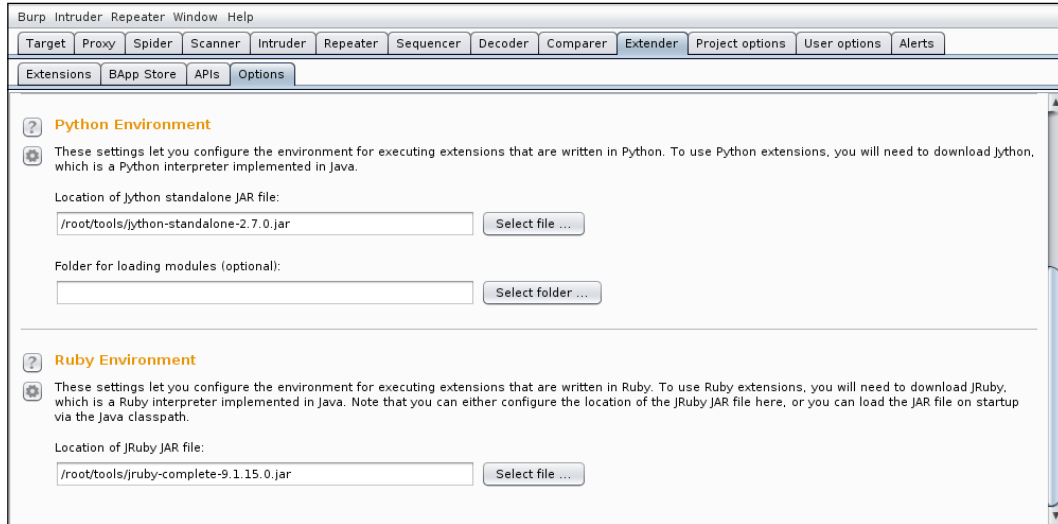 Burp Intruder Repeater Window Help
Target Proxy Spider Scanner Intruder Repeater Sequencer Decoder Comparer Extender Project options User options Alerts
Extensions BApp Store APIs Options
? Python Environment
These settings let you configure the environment for executing extensions that are written in Python. To use Python extensions, you will need to download Jython,
which is a Python interpreter implemented in Java.
Location of Jython standalone JAR file:
/root/tools/jython-standalone-2.7.0.jar Select file ...
Folder for loading modules (optional):
Select folder ...
? Ruby Environment
These settings let you configure the environment for executing extensions that are written in Ruby. To use Ruby extensions, you will need to download JRuby,
which is a Ruby interpreter implemented in Java. Note that you can either configure the location of the JRuby JAR file here, or you can load the JAR file on startup
via the Java classpath.
Location of JRuby JAR file:
/root/tools/jruby-complete-9.1.15.0.jar Select file ...